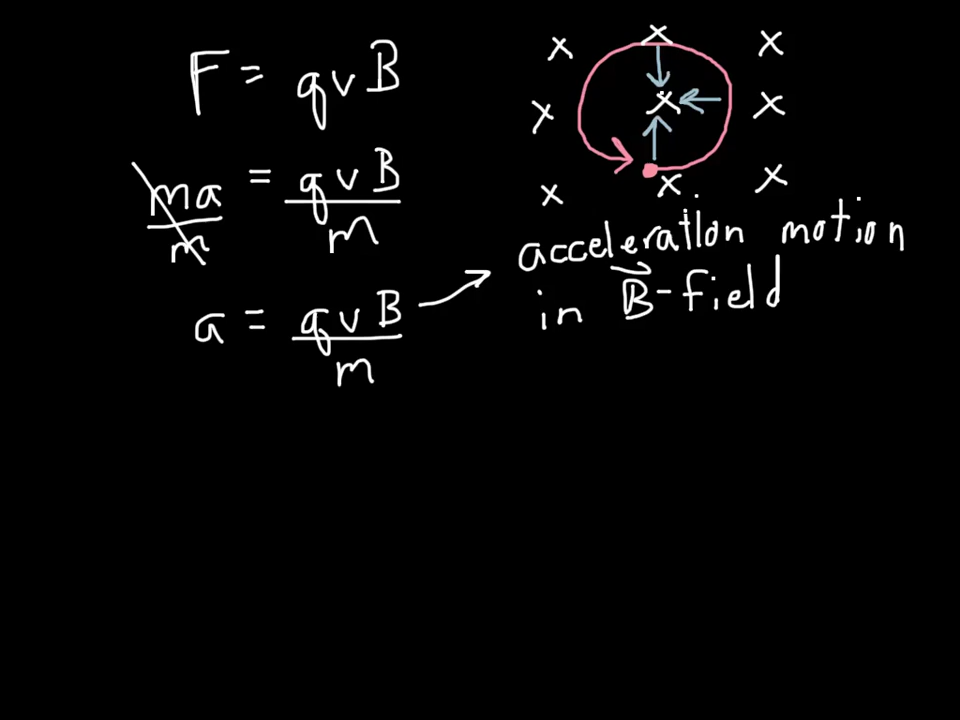 F = qvB
x x x
x x x
x x x
ma/m = qvB/m
a = qvB/m
acceleration motion
in B⃗-field